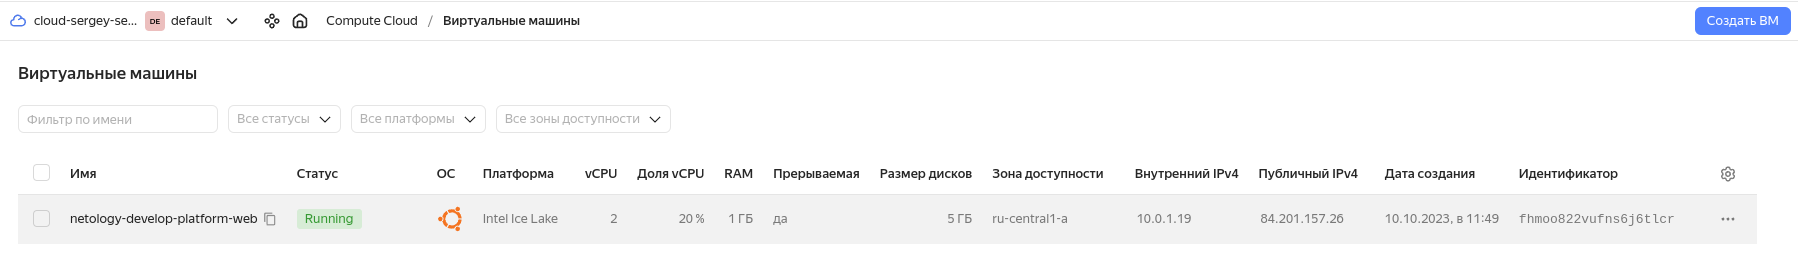 cloud-sergey-se... DE default Compute Cloud / Виртуальные машины Создать ВМ
Виртуальные машины
Фильтр по имени Все статусы Все платформы Все зоны доступности
Имя Статус ОС Платформа vCPU Доля vCPU RAM Прерываемая Размер дисков Зона доступности Внутренний IPv4 Публичный IPv4 Дата создания Идентификатор
netology-develop-platform-web Running Intel Ice Lake 2 20 % 1 ГБ да 5 ГБ ru-central1-a 10.0.1.19 84.201.157.26 10.10.2023, в 11:49 fhmoo822vufns6j6tlcr